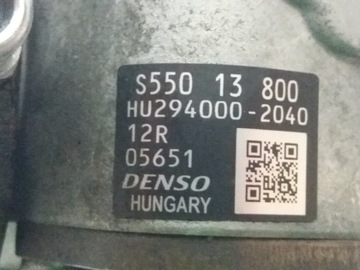 S550 13 800
HU294000-2040
12R
05651
DENSO
HUNGARY